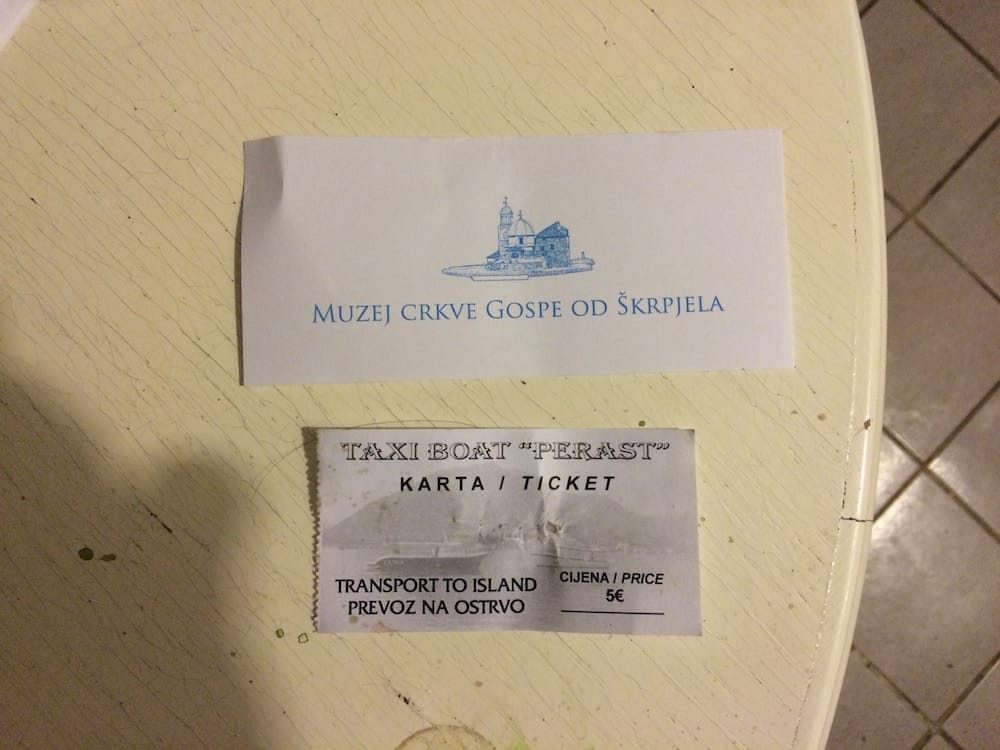 MUZEJ CRKVE GOSPE OD ŠKRPJELA
TAXI BOAT "PERAST"
KARTA / TICKET
LUNA
TRANSPORT TO ISLAND
PREVOZ NA OSTRVO
CIJENA / PRICE
5€